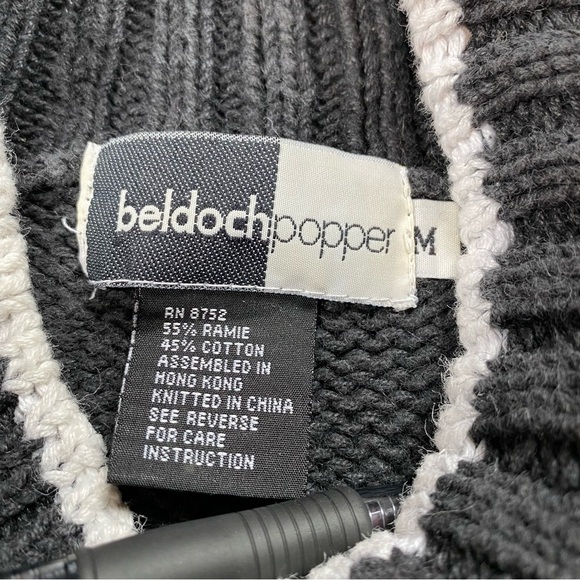 beldochpopper M
RN 8752
55% RAMIE
45% COTTON
ASSEMBLED IN
HONG KONG
KNITTED IN CHINA
SEE REVERSE
FOR CARE
INSTRUCTION